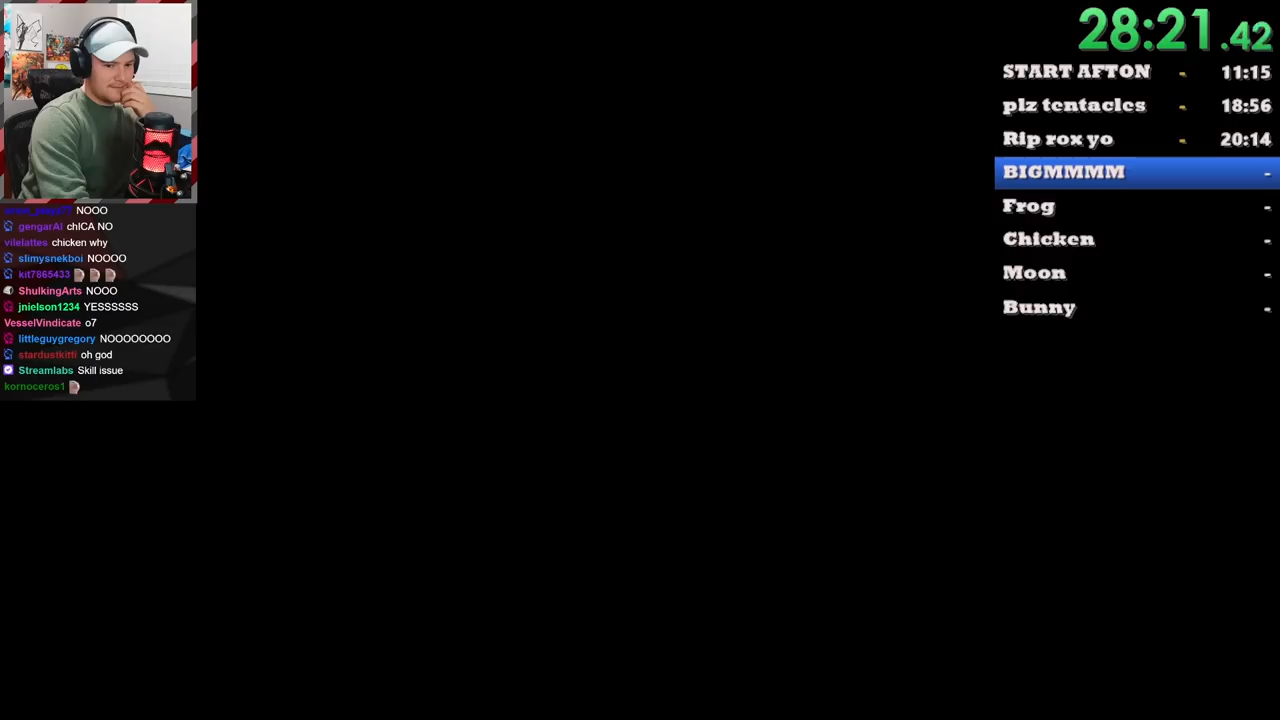 28:21.42
START AFTON - 11:15
plz tentacles - 18:56
Rip rox yo - 20:14
BIGMMMM -
Frog -
Chicken -
Moon -
Bunny -
NOOO
gengarAI chICA NO
vilelattes chicken why
slimysnekboi NOOOO
kit7865433
ShulkingArts NOOO
jnielson1234 YESSSSSS
VesselVindicate o7
littleguygregory NOOOOOOOO
stardustkitti oh god
Streamlabs Skill issue
kornoceros1